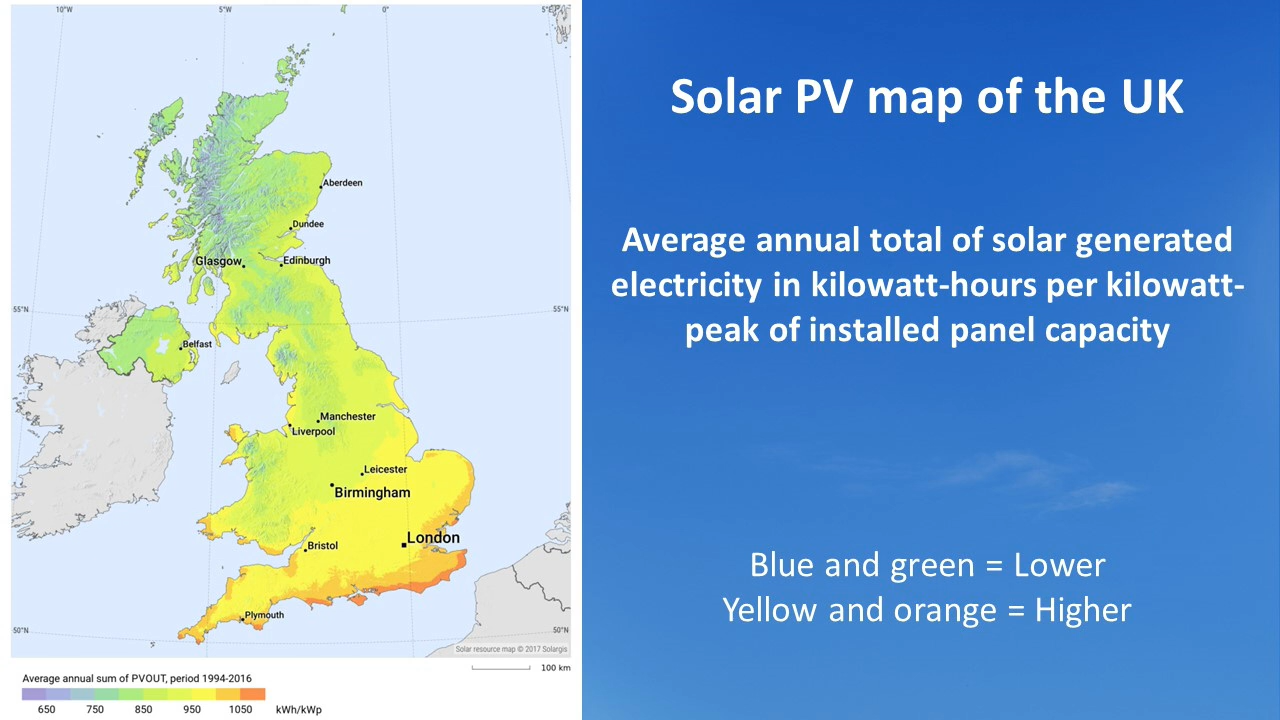 10°W 5°W 0° 5°
Aberdeen
Dundee
Glasgow Edinburgh
55°N 55°N
Belfast
Manchester
Liverpool
Leicester
Birmingham
London
Bristol
Plymouth
50°N 50°N
Solar resource map © 2017 Solargis
100 km
Average annual sum of PVOUT, period 1994-2016
650 750 850 950 1050 kWh/kWp
Solar PV map of the UK
Average annual total of solar generated
electricity in kilowatt-hours per kilowatt-
peak of installed panel capacity
Blue and green = Lower
Yellow and orange = Higher